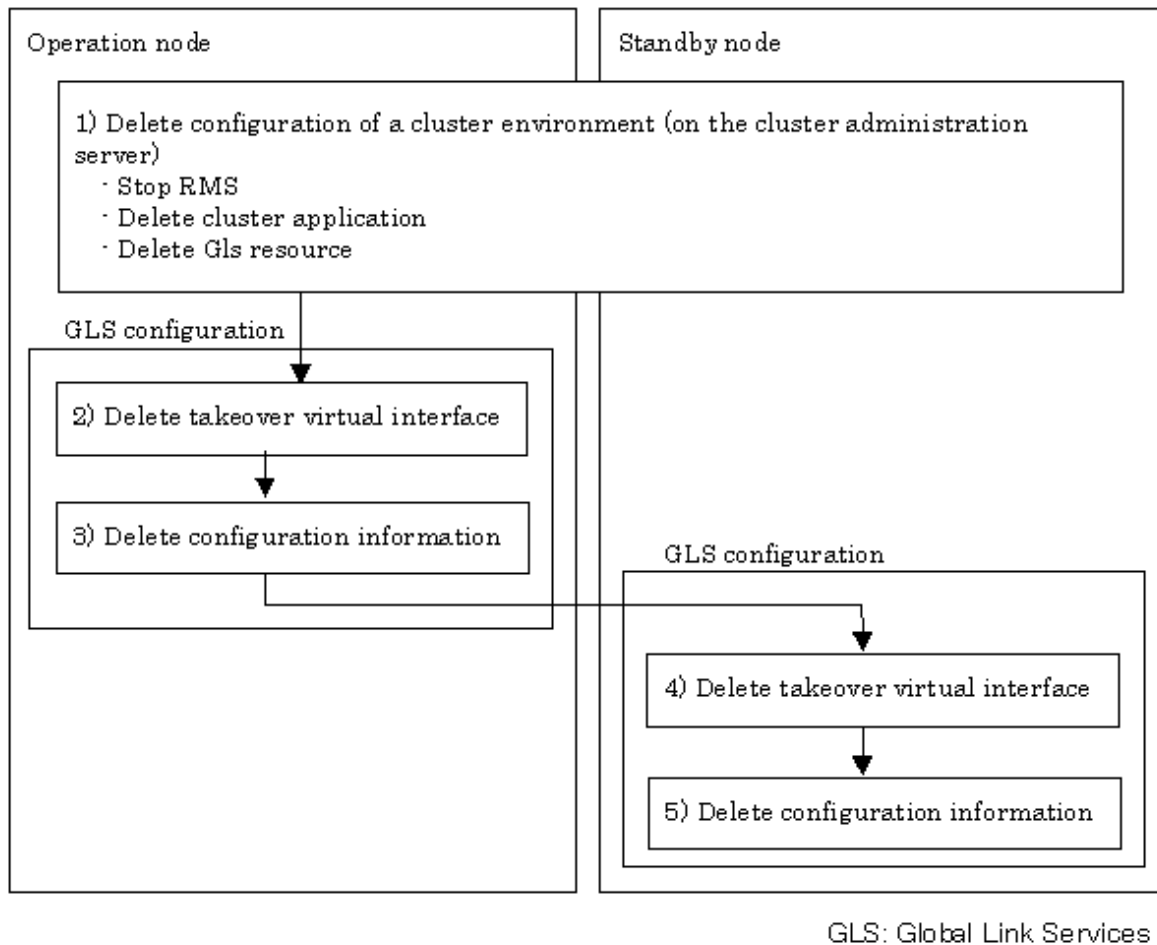 Operation node
Standby node
1) Delete configuration of a cluster environment (on the cluster administration
server)
- Stop RMS
- Delete cluster application
- Delete Gls resource
GLS configuration
2) Delete takeover virtual interface
3) Delete configuration information
GLS configuration
4) Delete takeover virtual interface
5) Delete configuration information
GLS: Global Link Services